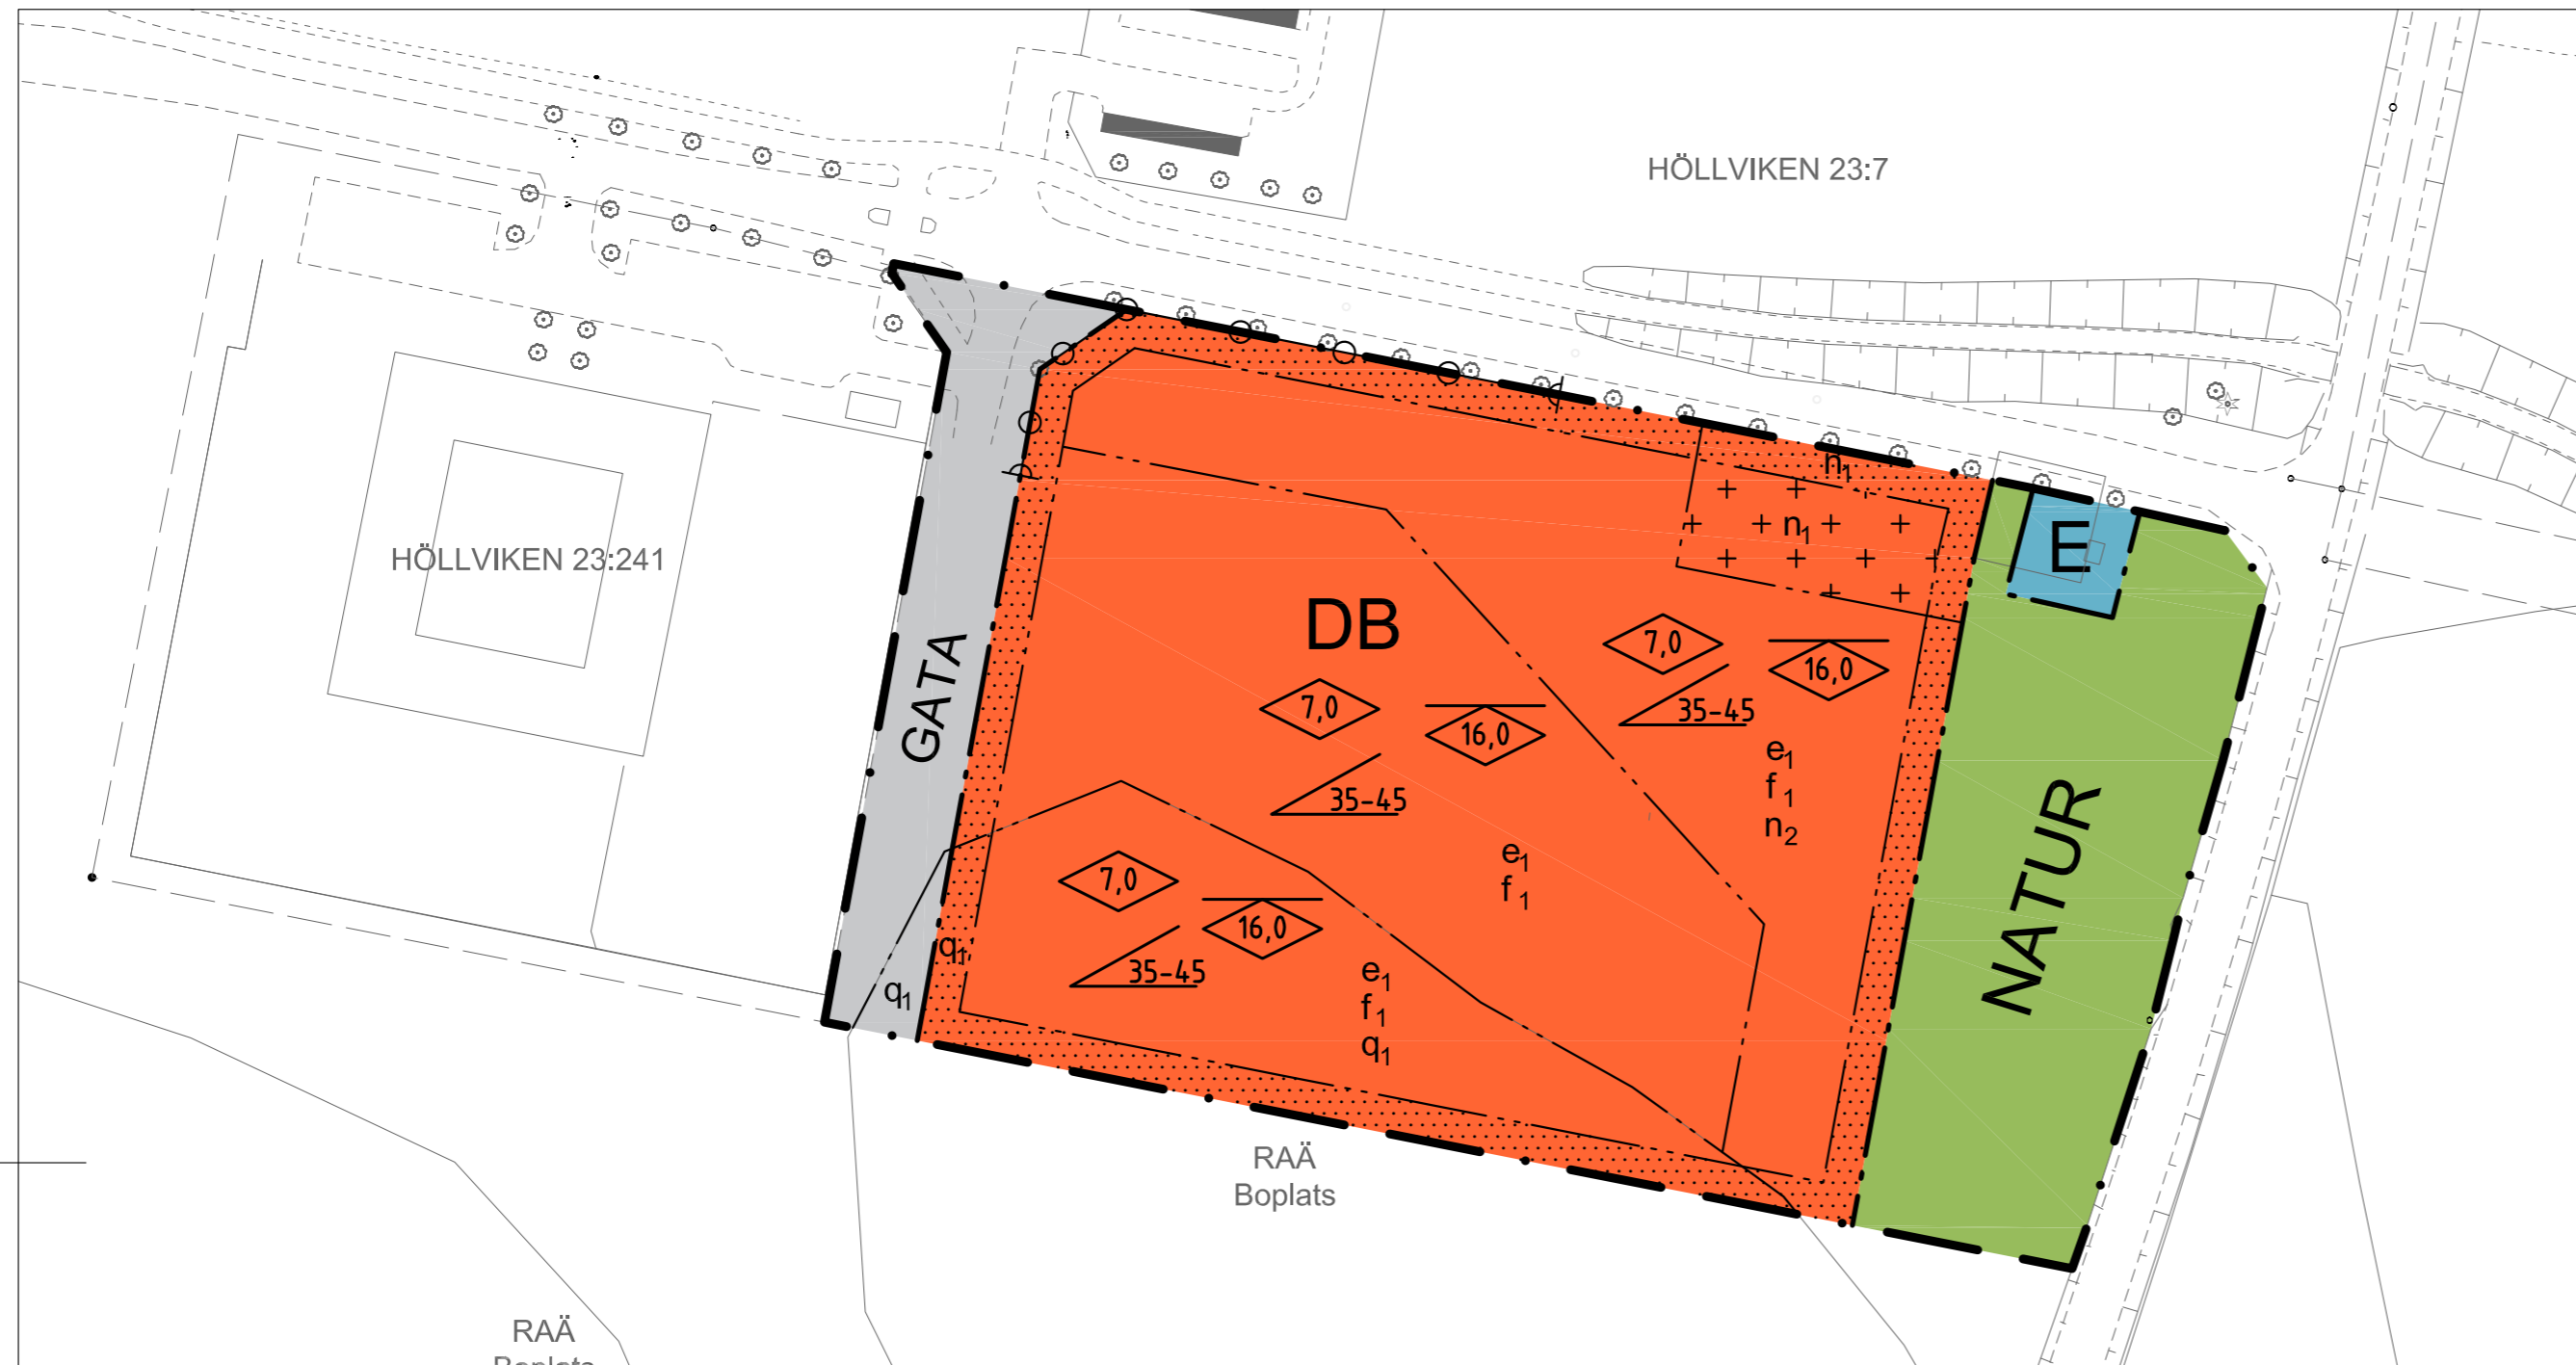 HÖLLVIKEN 23:7
HÖLLVIKEN 23:241
GATA
DB
E
NATUR
n1
n1
7,0
16,0
35-45
e1
f1
n2
7,0
16,0
35-45
e1
f1
7,0
16,0
35-45
e1
f1
q1
q1
q1
RAÄ
Boplats
RAÄ
Boplats